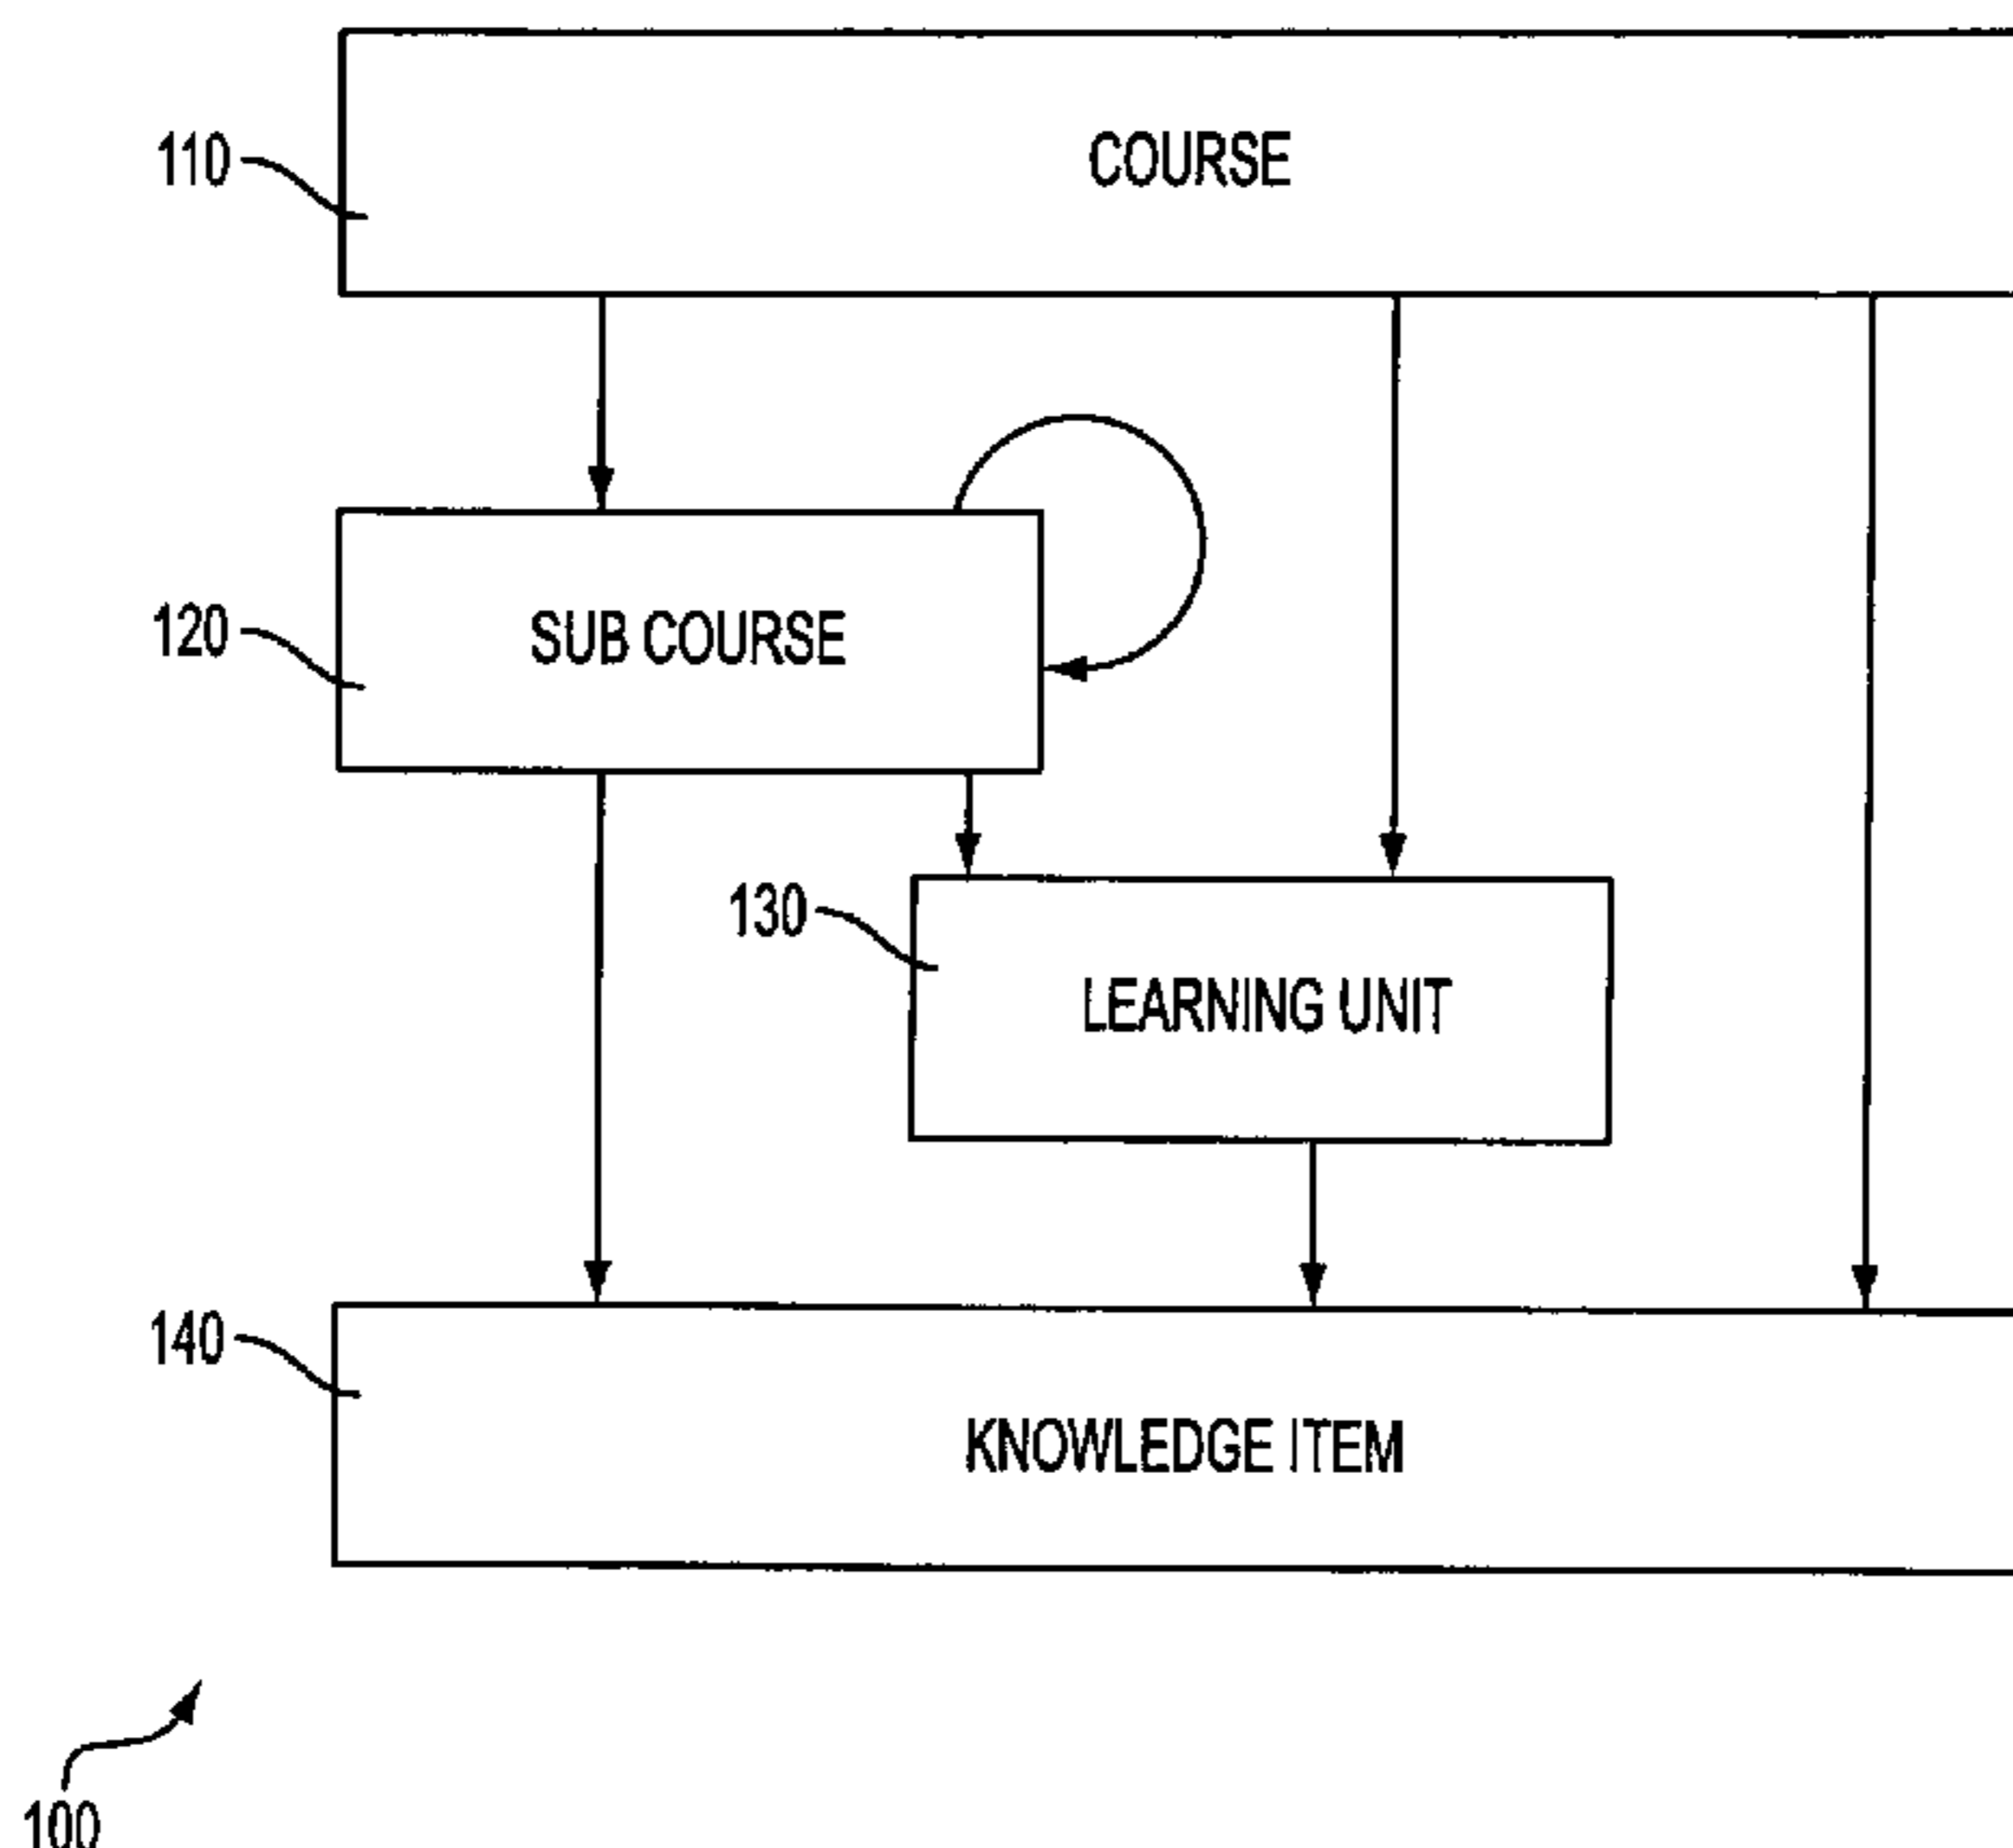 COURSE
110
SUB COURSE
120
130
LEARNING UNIT
140
KNOWLEDGE ITEM
100